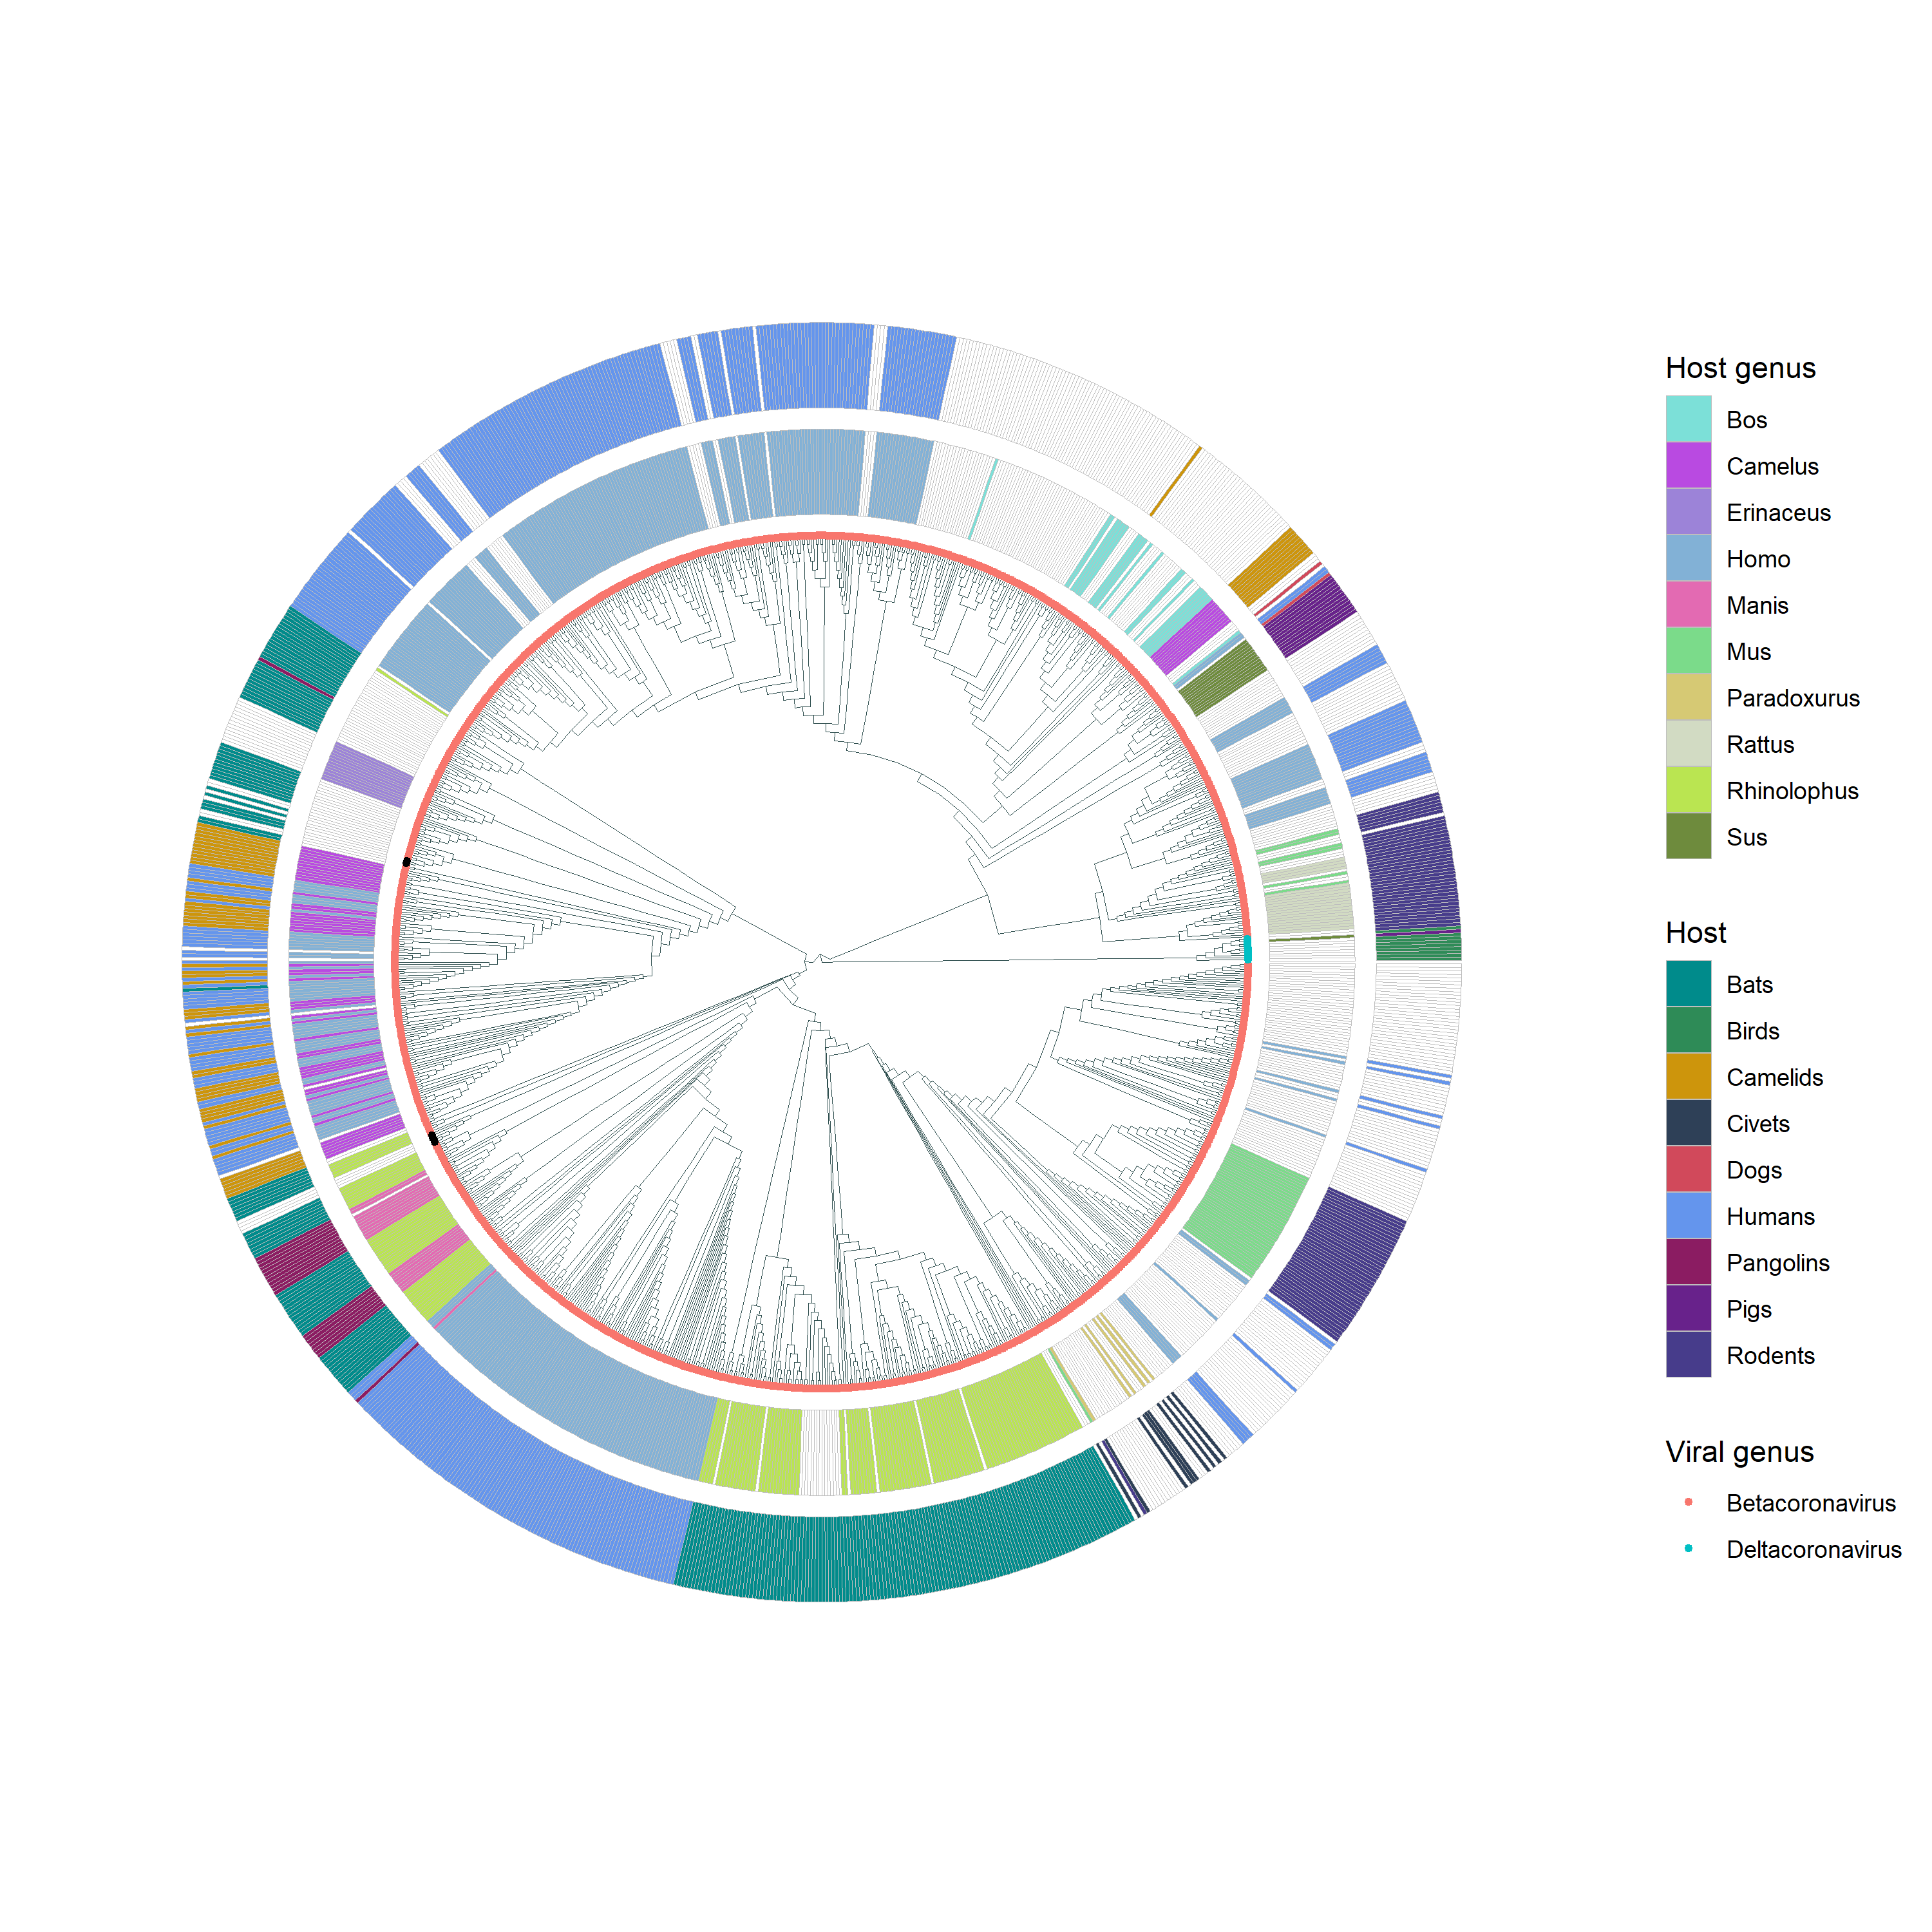 Host genus
Bos
Camelus
Erinaceus
Homo
Manis
Mus
Paradoxurus
Rattus
Rhinolophus
Sus
Host
Bats
Birds
Camelids
Civets
Dogs
Humans
Pangolins
Pigs
Rodents
Viral genus
Betacoronavirus
Deltacoronavirus